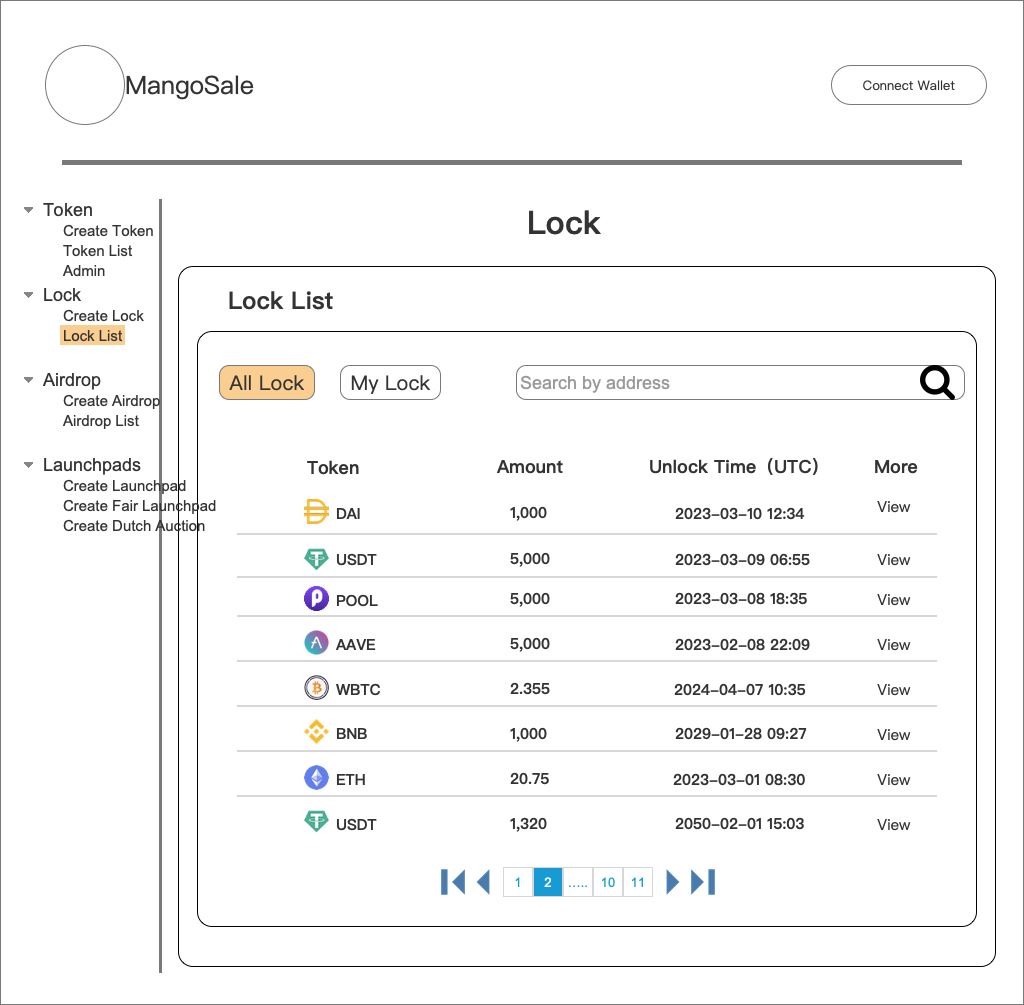 MangoSale
Connect Wallet
Token
Create Token
Token List
Admin
Lock
Create Lock
Lock List
Airdrop
Create Airdrop
Airdrop List
Launchpads
Create Launchpad
Create Fair Launchpad
Create Dutch Auction
Lock
Lock List
All Lock My Lock Search by address
Token Amount Unlock Time（UTC） More
DAI 1,000 2023–03–10 12:34 View
USDT 5,000 2023–03–09 06:55 View
POOL 5,000 2023–03–08 18:35 View
AAVE 5,000 2023–02–08 22:09 View
WBTC 2.355 2024–04–07 10:35 View
BNB 1,000 2029–01–28 09:27 View
ETH 20.75 2023–03–01 08:30 View
USDT 1,320 2050–02–01 15:03 View
1 2 ..... 10 11